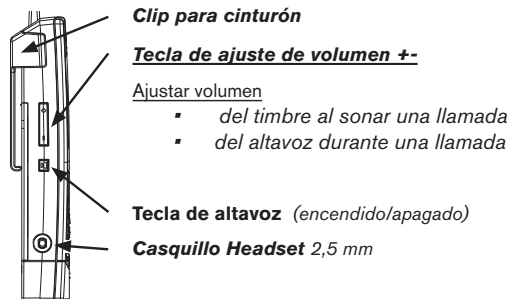 Clip para cinturón
Tecla de ajuste de volumen +-
Ajustar volumen
▪ del timbre al sonar una llamada
▪ del altavoz durante una llamada
Tecla de altavoz (encendido/apagado)
Casquillo Headset 2,5 mm